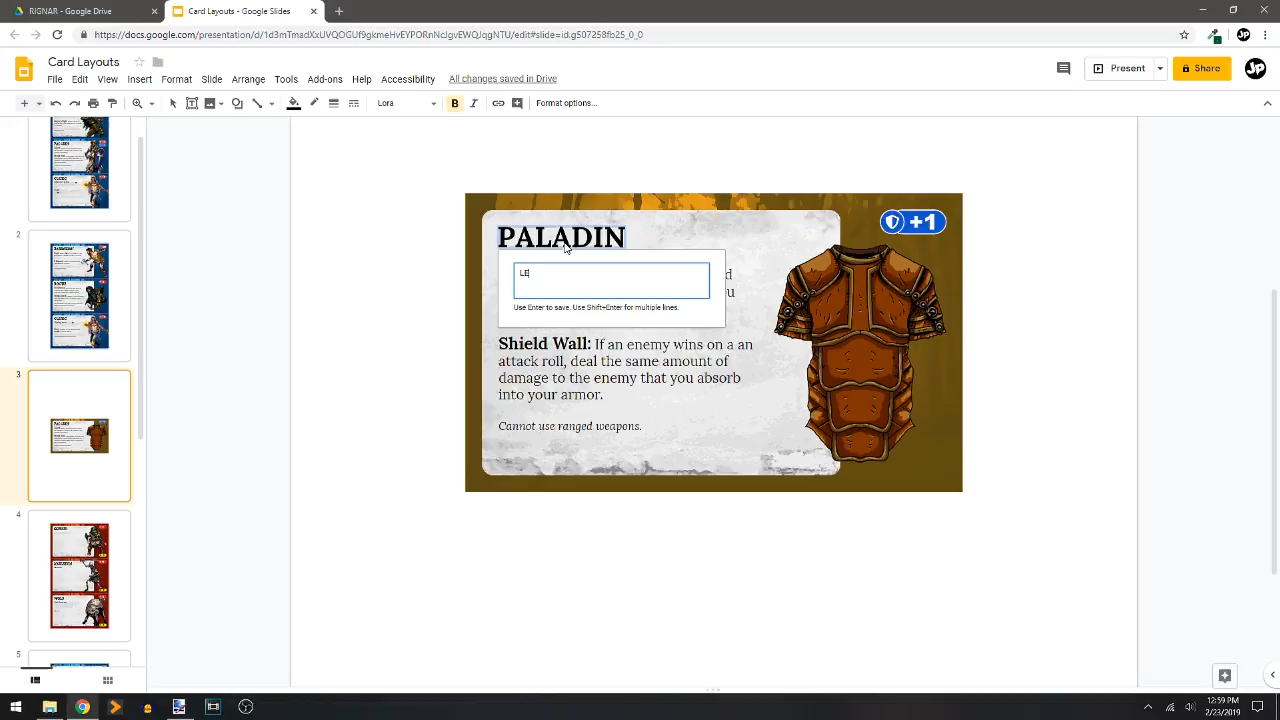 RIGNAR - Google Drive
Card Layouts - Google Slides
https://docs.google.com/presentation/d/1d3mTmadXxUVQOGUf9gkmeHvEYPORnNcJgvEWQJqgNTU/edit#slide=id.g507258fb25_0_0
Card Layouts
File Edit View Insert Format Slide Arrange Tools Add-ons Help Accessibility All changes saved in Drive
Present
Share
JP
Lora
B
I
Format options...
2
3
4
5
PALADIN
+1
LE
Use Enter to save. Use Shift+Enter for multiple lines.
d
u
Shield Wall: If an enemy wins on a an
attack roll, deal the same amount of
damage to the enemy that you absorb
into your armor.
Cannot use ranged weapons.
12:59 PM
2/23/2019